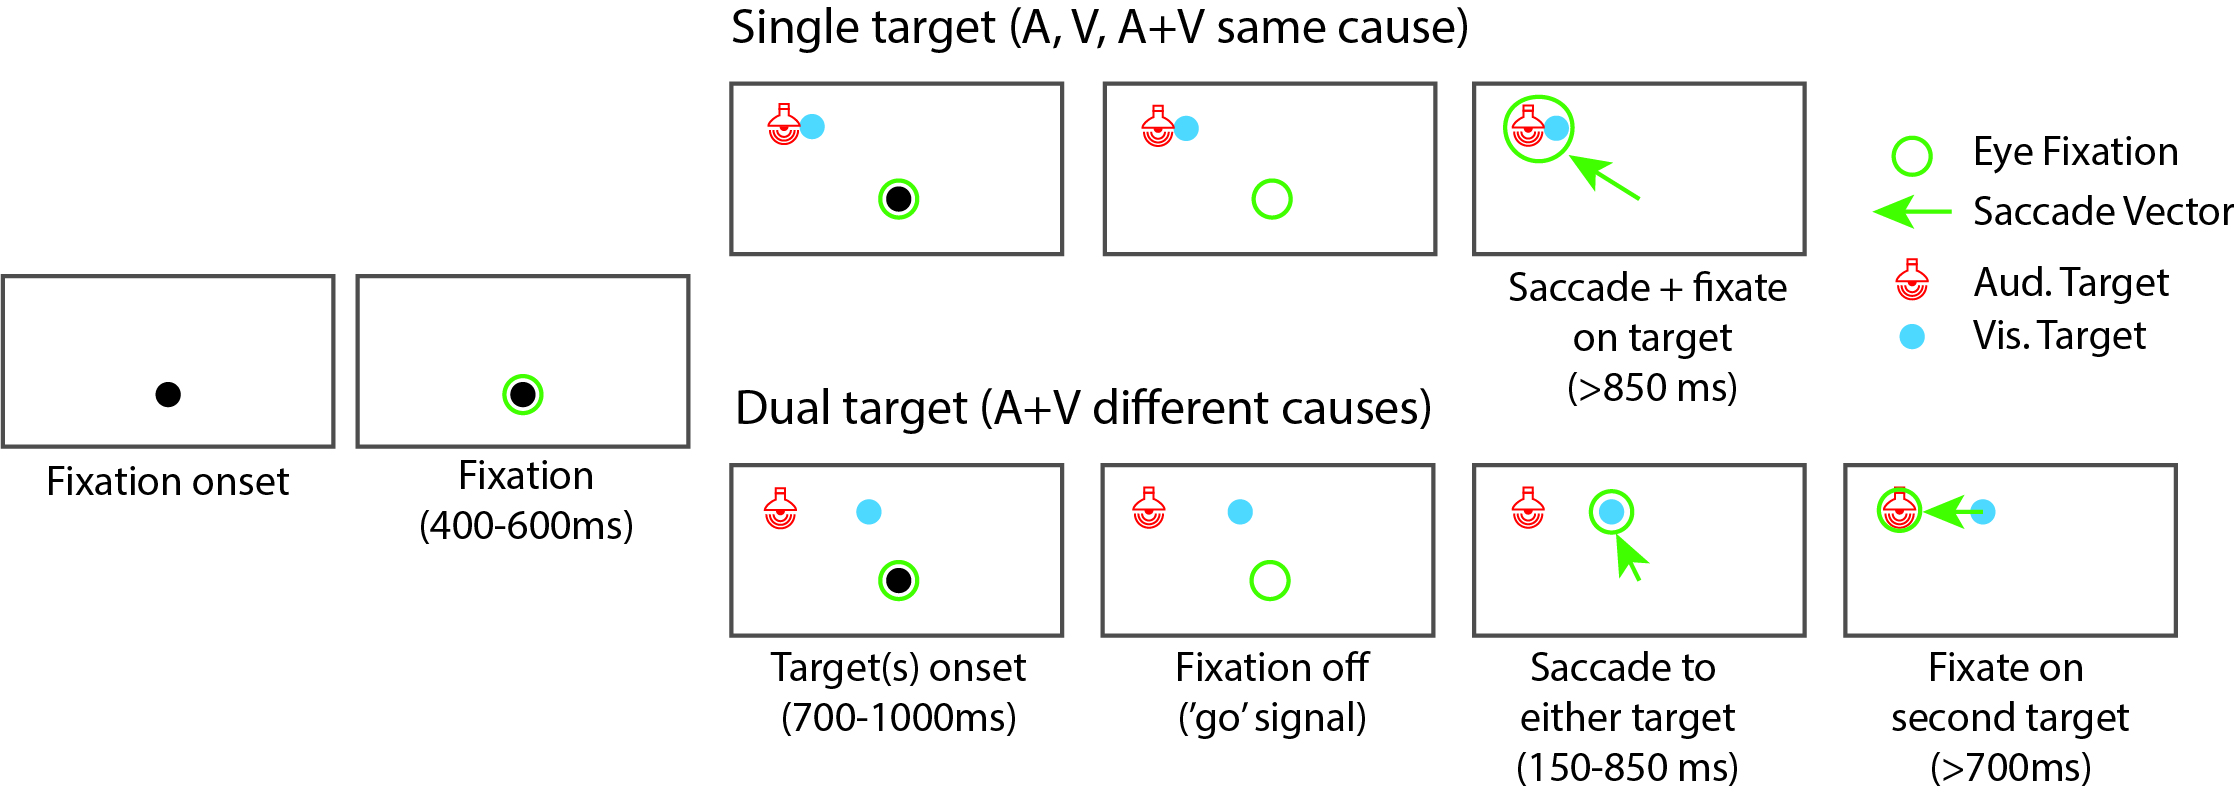 Single target (A, V, A+V same cause)
Saccade + fixate
on target
(>850 ms)
Eye Fixation
Saccade Vector
Aud. Target
Vis. Target
Fixation onset
Fixation
(400-600ms)
Dual target (A+V different causes)
Target(s) onset
(700-1000ms)
Fixation off
('go' signal)
Saccade to
either target
(150-850 ms)
Fixate on
second target
(>700ms)